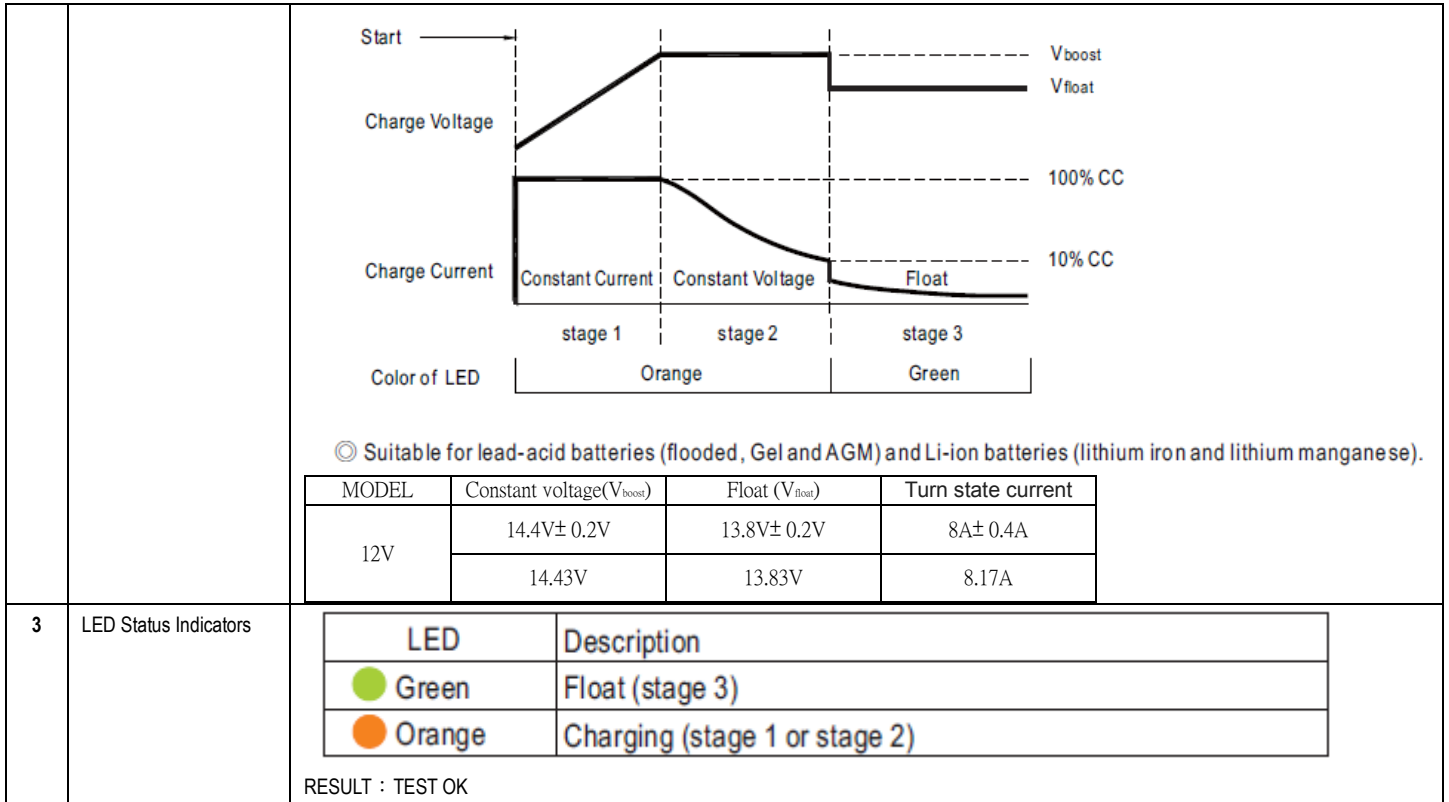 Start
Vboost
Vfloat
Charge Voltage
100% CC
10% CC
Charge Current
Constant Current
Constant Voltage
Float
stage 1
stage 2
stage 3
Color of LED
Orange
Green
◎ Suitable for lead-acid batteries (flooded, Gel and AGM) and Li-ion batteries (lithium iron and lithium manganese).
MODEL Constant voltage(Vboost) Float (Vfloat) Turn state current
12V
14.4V± 0.2V 13.8V± 0.2V 8A± 0.4A
14.43V 13.83V 8.17A
3 LED Status Indicators
LED Description
Green Float (stage 3)
Orange Charging (stage 1 or stage 2)
RESULT：TEST OK